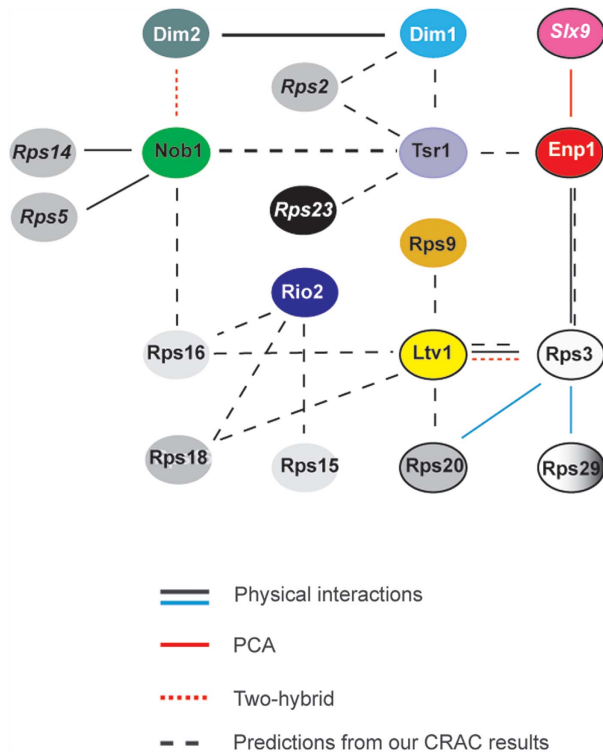 Dim2 Dim1 Slx9
Rps2
Rps14 Nob1 Tsr1 Enp1
Rps5 Rps23
Rps9
Rio2
Rps16 Ltv1 Rps3
Rps18 Rps15 Rps20 Rps29
Physical interactions
PCA
Two-hybrid
Predictions from our CRAC results